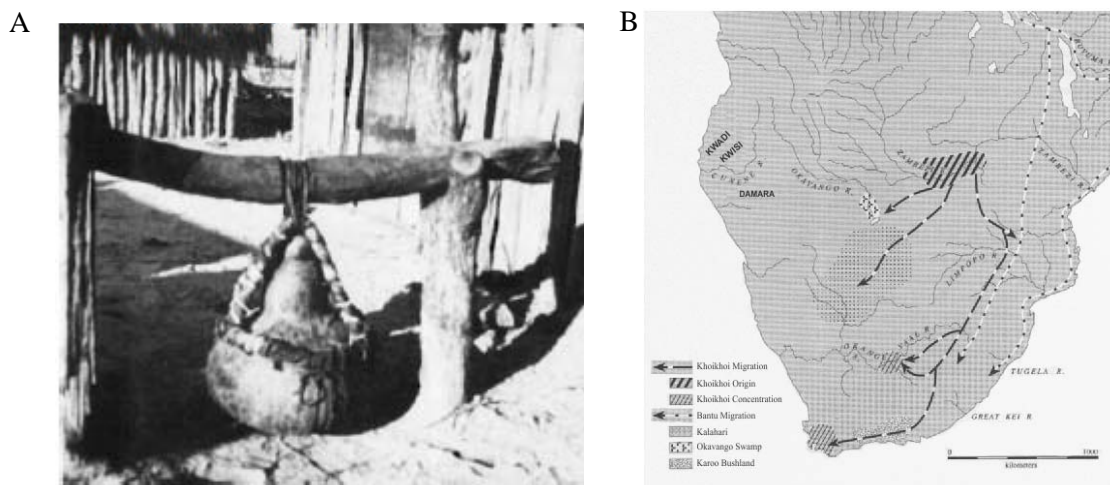 A
B
ROVUMA R.
KWADI
KWISI
CUNENE R.
DAMARA
OKAVANGO R.
ZAMBEZI R.
LIMPOPO R.
VAAL R.
ORANGE R.
TUGELA R.
GREAT KEI R.
Khoikhoi Migration
Khoikhoi Origin
Khoikhoi Concentration
Bantu Migration
Kalahari
Okavango Swamp
Karoo Bushland
0 1000
kilometers